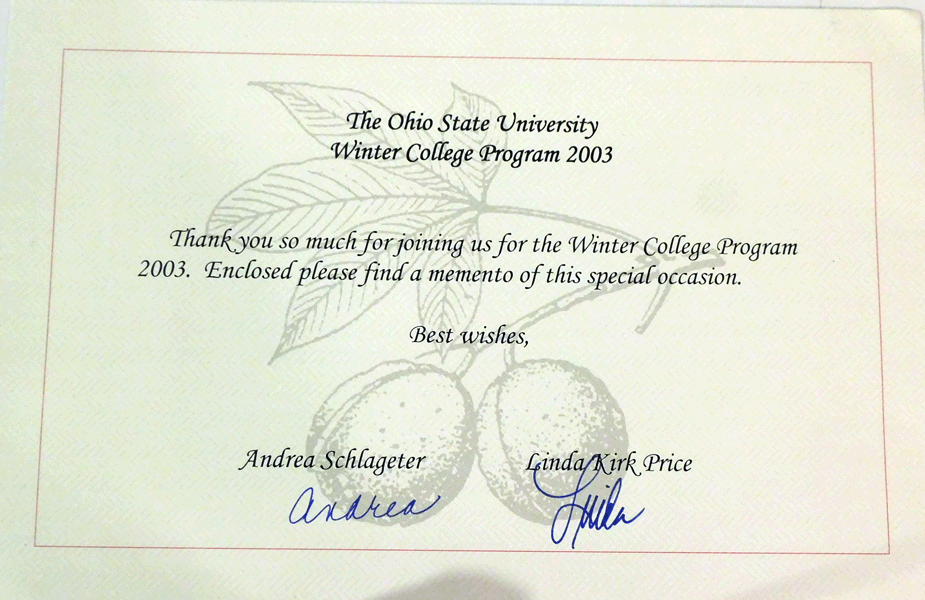 The Ohio State University
Winter College Program 2003
Thank you so much for joining us for the Winter College Program
2003. Enclosed please find a memento of this special occasion.
Best wishes,
Andrea Schlageter Linda Kirk Price
Andrea Linda